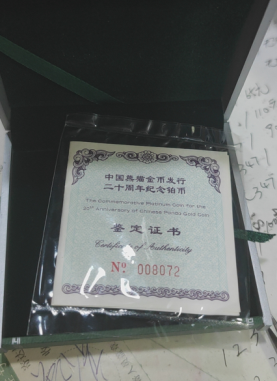 中国熊猫金币发行
二十周年纪念铂币
The Commemorative Platinum Coin for the
20th Anniversary of Chinese Panda Gold Coin
鉴定证书
Certificate of Authenticity
No 008072